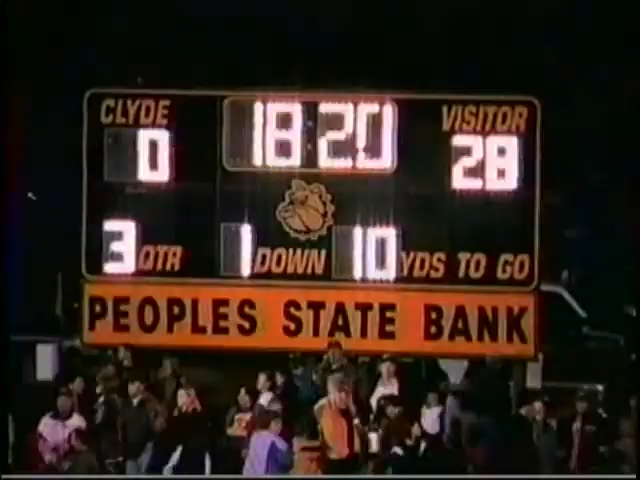 CLYDE 18:20 VISITOR
0 28
3 QTR 1 DOWN 10 YDS TO GO
PEOPLES STATE BANK